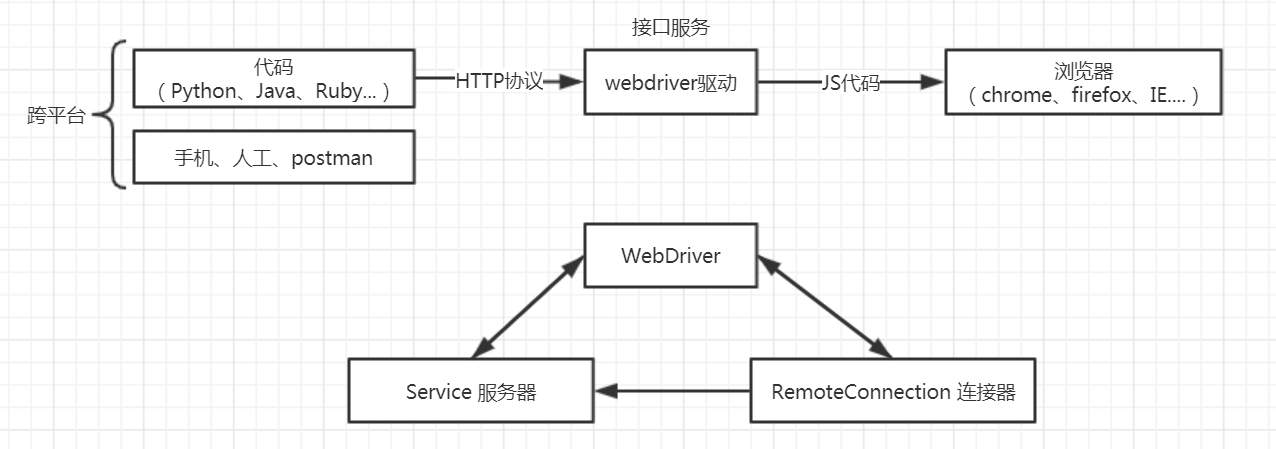 接口服务
代码
（Python、Java、Ruby...）
HTTP协议
webdriver驱动
JS代码
浏览器
（chrome、firefox、IE....）
跨平台
手机、人工、postman
WebDriver
Service 服务器
RemoteConnection 连接器